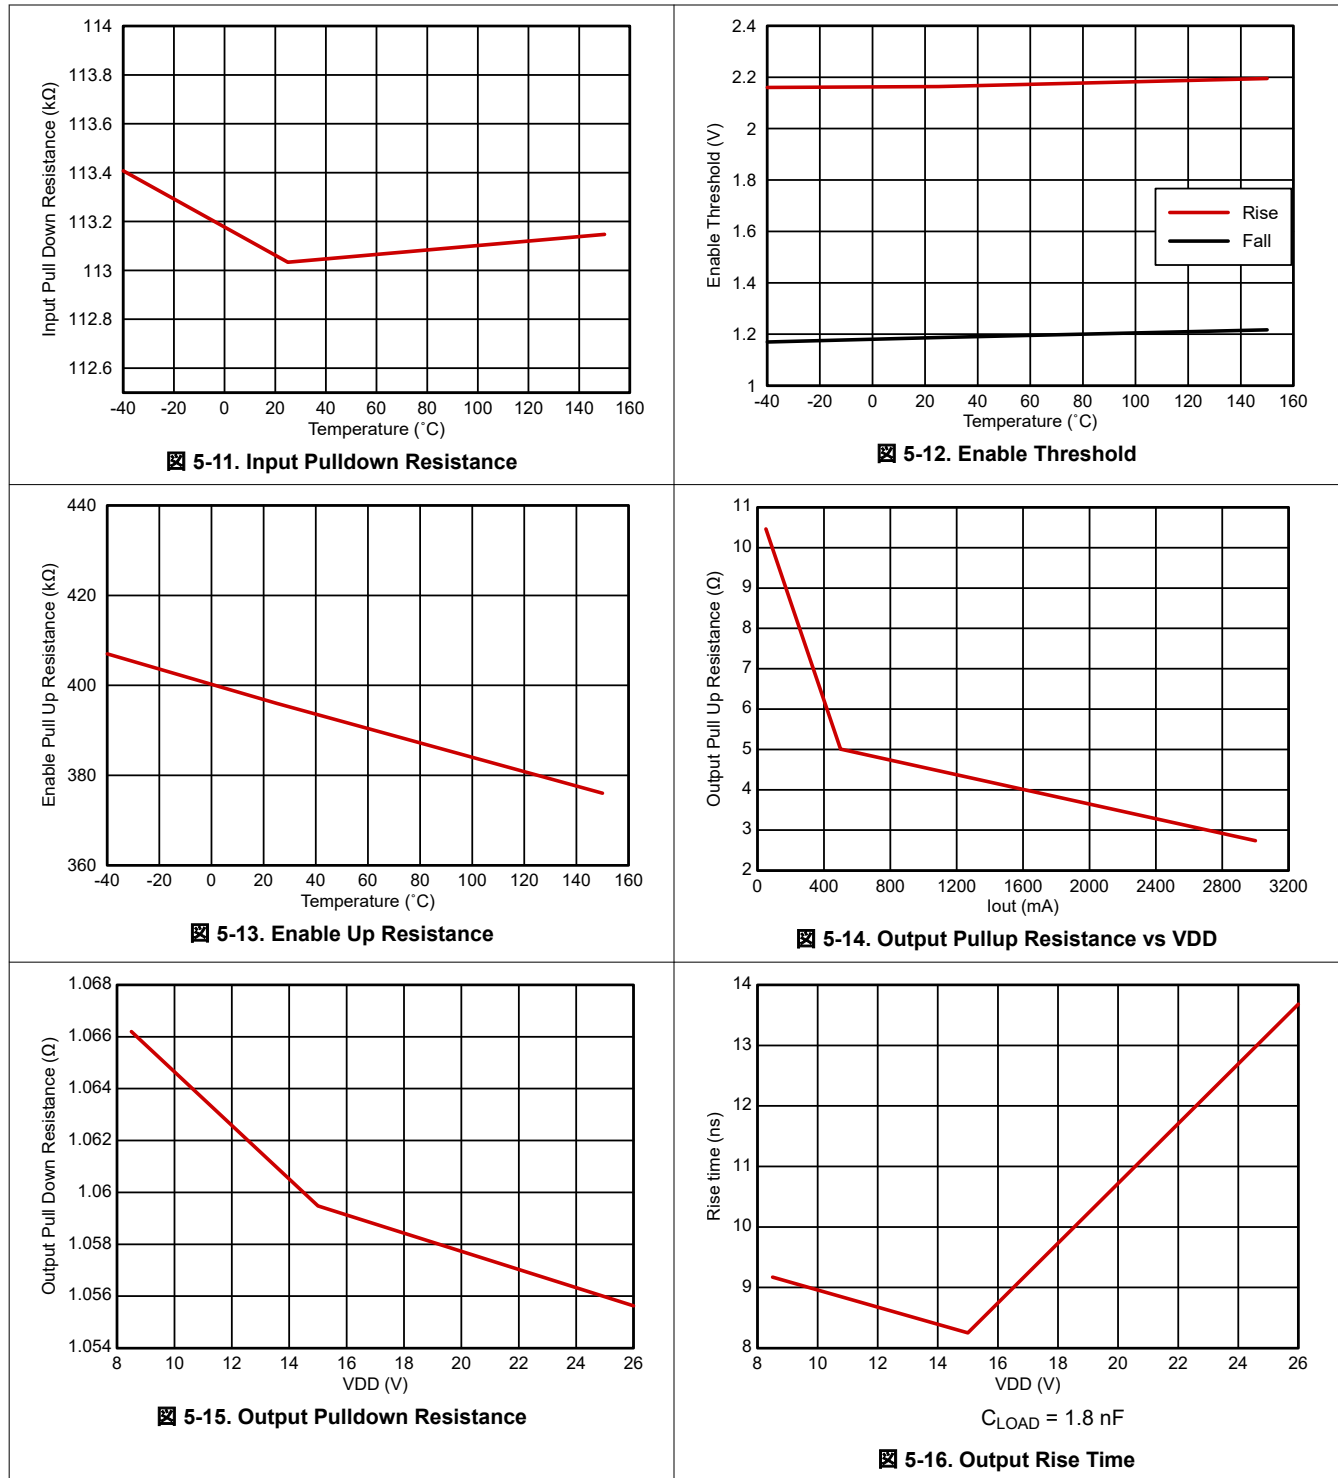 114
113.8
113.6
113.4
113.2
113
112.8
112.6
-40 -20 0 20 40 60 80 100 120 140 160
Input Pull Down Resistance (kΩ)
Temperature (˚C)
図 5-11. Input Pulldown Resistance
2.4
2.2
2
1.8
1.6
1.4
1.2
1
-40 -20 0 20 40 60 80 100 120 140 160
Enable Threshold (V)
Rise
Fall
Temperature (˚C)
図 5-12. Enable Threshold
440
420
400
380
360
-40 -20 0 20 40 60 80 100 120 140 160
Enable Pull Up Resistance (kΩ)
Temperature (˚C)
図 5-13. Enable Up Resistance
11
10
9
8
7
6
5
4
3
2
0 400 800 1200 1600 2000 2400 2800 3200
Output Pull Up Resistance (Ω)
Iout (mA)
図 5-14. Output Pullup Resistance vs VDD
1.068
1.066
1.064
1.062
1.06
1.058
1.056
1.054
8 10 12 14 16 18 20 22 24 26
Output Pull Down Resistance (Ω)
VDD (V)
図 5-15. Output Pulldown Resistance
14
13
12
11
10
9
8
8 10 12 14 16 18 20 22 24 26
Rise time (ns)
VDD (V)
CLOAD = 1.8 nF
図 5-16. Output Rise Time